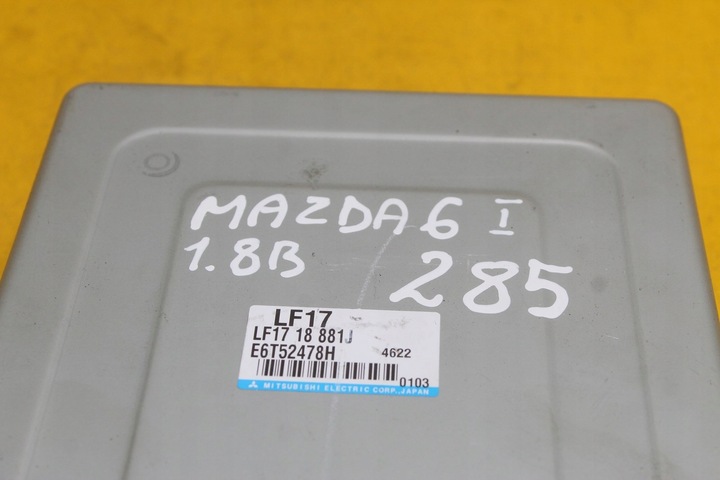 MAZDA 6 I
1.8B 285
LF17
LF17 18 881J
E6T52478H 4622
0103
MITSUBISHI ELECTRIC CORP., JAPAN